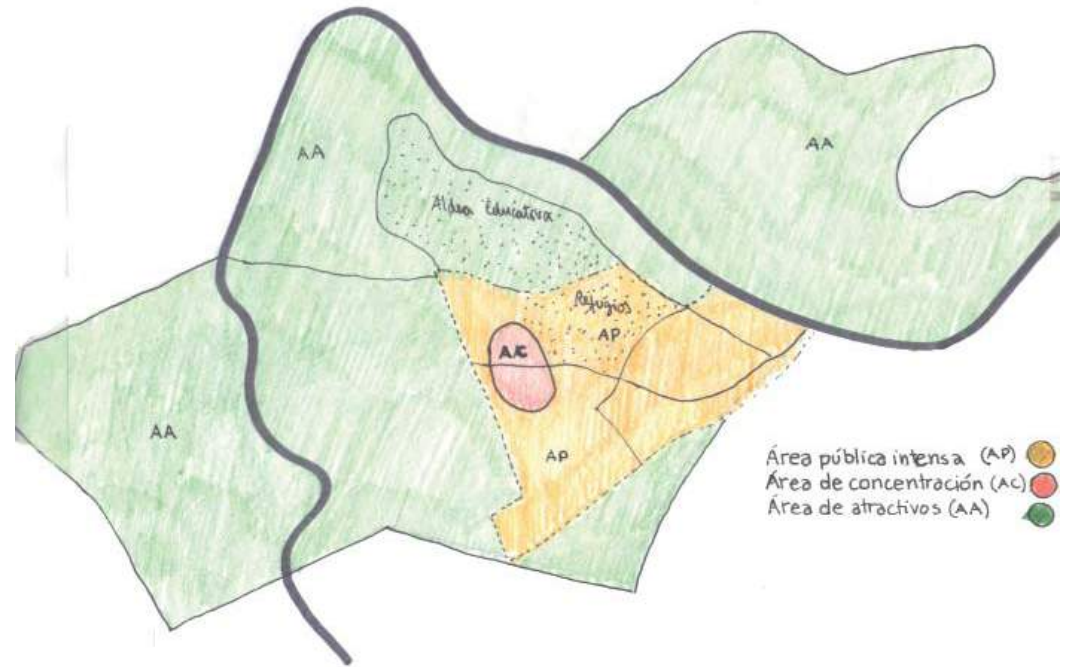 AA
AA
Aldea Educativa
Refugios
AP
AC
AA
AP
Área pública intensa (AP)
Área de concentración (AC)
Área de atractivos (AA)